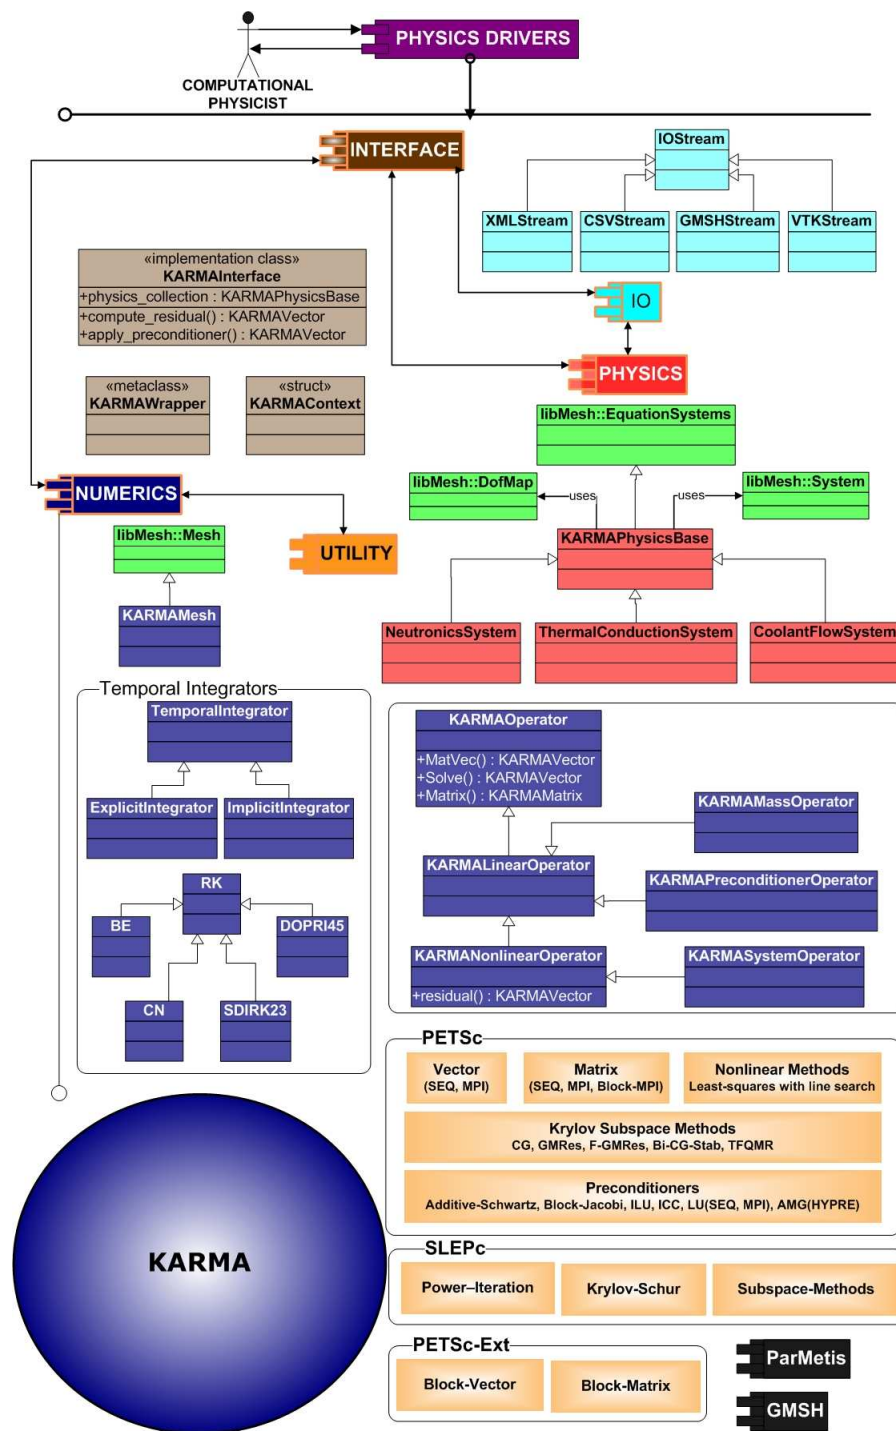 PHYSICS DRIVERS
COMPUTATIONAL
PHYSICIST
INTERFACE
IOStream
XMLStream
CSVStream
GMSHStream
VTKStream
«implementation class»
KARMAInterface
+physics_collection : KARMAPhysicsBase
+compute_residual() : KARMAVector
+apply_preconditioner() : KARMAVector
IO
PHYSICS
«metaclass»
KARMAWrapper
«struct»
KARMAContext
libMesh::EquationSystems
libMesh::DofMap
uses
uses
libMesh::System
NUMERICS
UTILITY
libMesh::Mesh
KARMAMesh
KARMAPhysicsBase
NeutronicsSystem
ThermalConductionSystem
CoolantFlowSystem
Temporal Integrators
TemporalIntegrator
ExplicitIntegrator
ImplicitIntegrator
RK
BE
DOPRI45
CN
SDIRK23
KARMAOperator
+MatVec() : KARMAVector
+Solve() : KARMAVector
+Matrix() : KARMAMatrix
KARMAMassOperator
KARMALinearOperator
KARMAPreconditionerOperator
KARMANonlinearOperator
+residual() : KARMAVector
KARMASystemOperator
PETSc
Vector
(SEQ, MPI)
Matrix
(SEQ, MPI, Block-MPI)
Nonlinear Methods
Least-squares with line search
Krylov Subspace Methods
CG, GMRes, F-GMRes, Bi-CG-Stab, TFQMR
Preconditioners
Additive-Schwartz, Block-Jacobi, ILU, ICC, LU(SEQ, MPI), AMG(HYPRE)
KARMA
SLEPc
Power–Iteration
Krylov-Schur
Subspace-Methods
PETSc-Ext
Block-Vector
Block-Matrix
ParMetis
GMSH